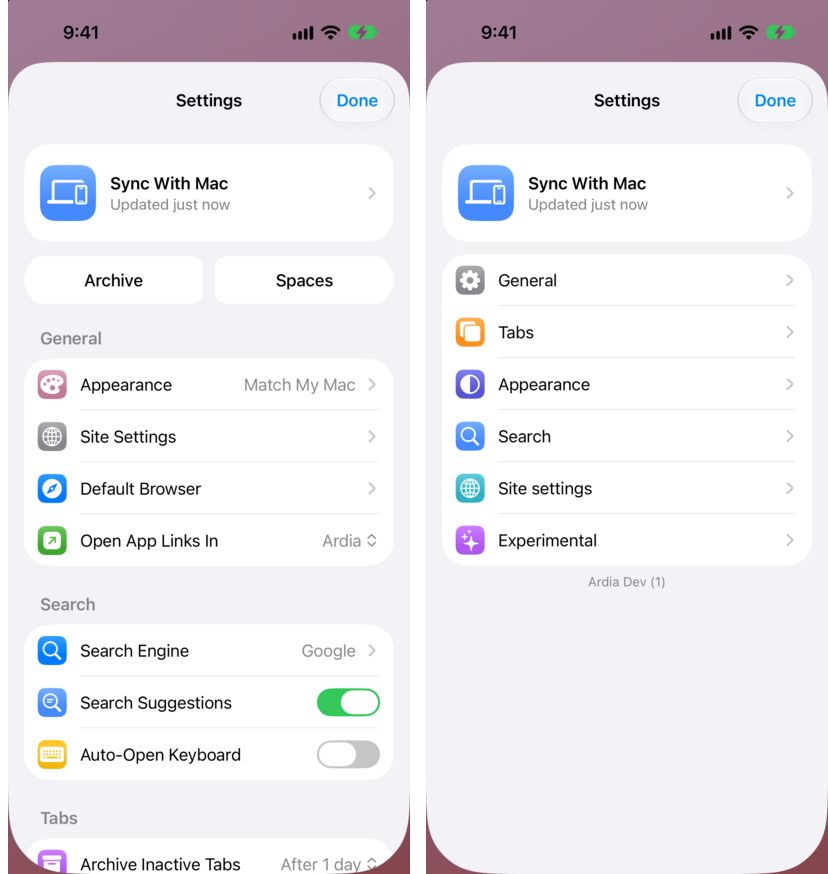 9:41
Settings
Done
Sync With Mac
Updated just now
Archive
Spaces
General
Appearance
Match My Mac
Site Settings
Default Browser
Open App Links In
Ardia
Search
Search Engine
Google
Search Suggestions
Auto-Open Keyboard
Tabs
Archive Inactive Tabs
After 1 day
9:41
Settings
Done
Sync With Mac
Updated just now
General
Tabs
Appearance
Search
Site settings
Experimental
Ardia Dev (1)